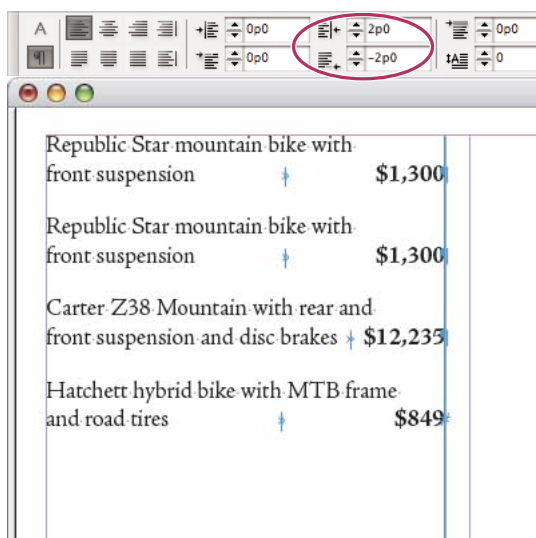 A 0p0 2p0 0p0
¶ 0p0 -2p0 0
Republic Star mountain bike with
front suspension $1,300
Republic Star mountain bike with
front suspension $1,300
Carter Z38 Mountain with rear and
front suspension and disc brakes $12,235
Hatchett hybrid bike with MTB frame
and road tires $849